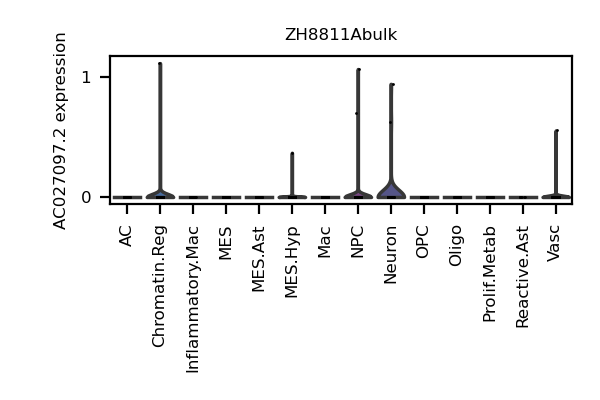 ZH8811Abulk
AC027097.2 expression
1
0
AC
Chromatin.Reg
Inflammatory.Mac
MES
MES.Ast
MES.Hyp
Mac
NPC
Neuron
OPC
Oligo
Prolif.Metab
Reactive.Ast
Vasc